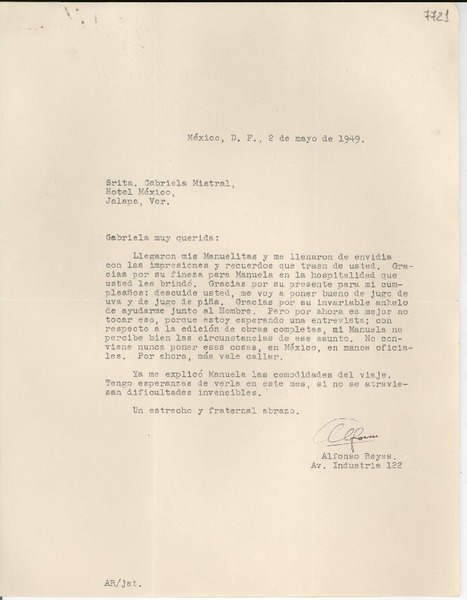 7721
México, D. F., 2 de mayo de 1949.
Srita. Gabriela Mistral,
Hotel México,
Jalapa, Ver.
Gabriela muy querida:
Llegaron mis Manuelitas y me llenaron de envidia
con las impresiones y recuerdos que traen de usted. Gra-
cias por su fineza para Manuela en la hospitalidad que
usted les brindó. Gracias por su presente para mi cum-
pleaños: descuide usted, me voy a poner bueno de jugo de
uva y de jugo de piña. Gracias por su invariable anhelo
de ayudarme junto al Hombre. Pero por ahora es mejor no
tocar eso, porque estoy esperando una entrevista; con
respecto a la edición de obras completas, mi Manuela no
percibe bien las circunstancias de ese asunto. No con-
viene nunca poner esas cosas, en México, en manos oficia-
les. Por ahora, más vale callar.
Ya me explicó Manuela las comodidades del viaje.
Tengo esperanzas de verla en este mes, si no se atravie-
san dificultades invencibles.
Un estrecho y fraternal abrazo.
Alfonso
Alfonso Reyes.
Av. Industria 122
AR/jat.